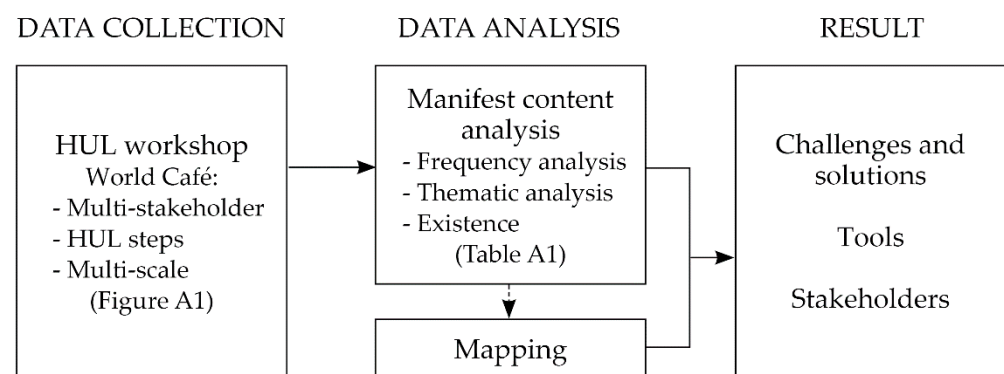 DATA COLLECTION
HUL workshop
World Café:
- Multi-stakeholder
- HUL steps
- Multi-scale
(Figure A1)
DATA ANALYSIS
Manifest content
analysis
- Frequency analysis
- Thematic analysis
- Existence
(Table A1)
Mapping
RESULT
Challenges and
solutions
Tools
Stakeholders